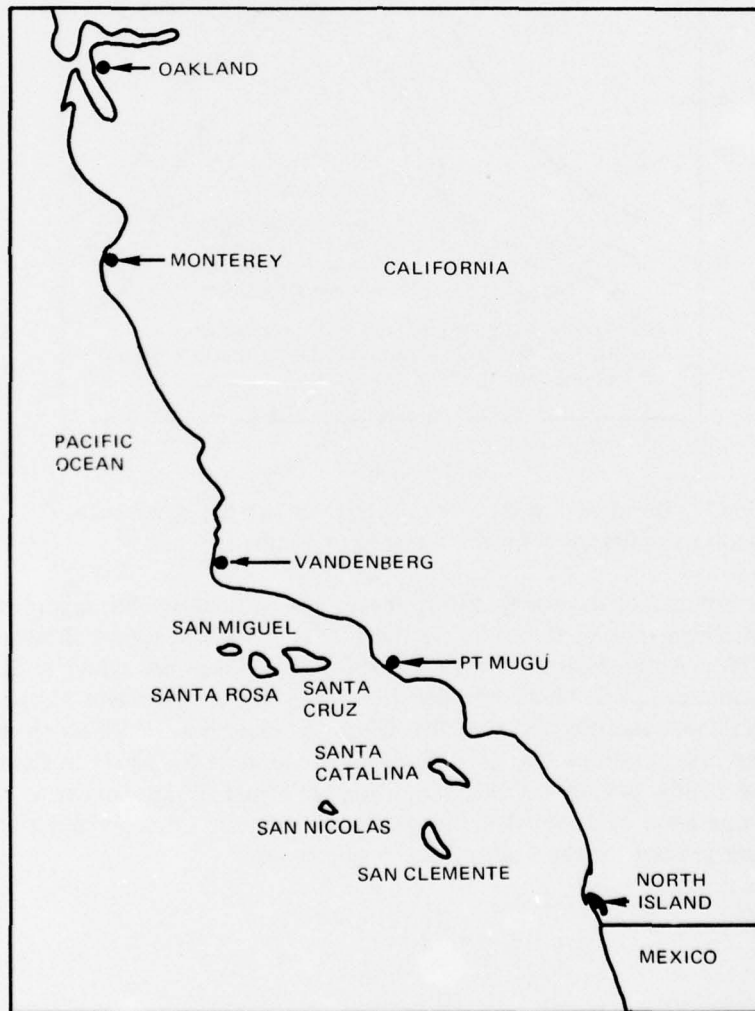 OAKLAND
MONTEREY
CALIFORNIA
PACIFIC
OCEAN
VANDENBERG
SAN MIGUEL
SANTA ROSA
SANTA
CRUZ
PT MUGU
SANTA
CATALINA
SAN NICOLAS
SAN CLEMENTE
NORTH
ISLAND
MEXICO